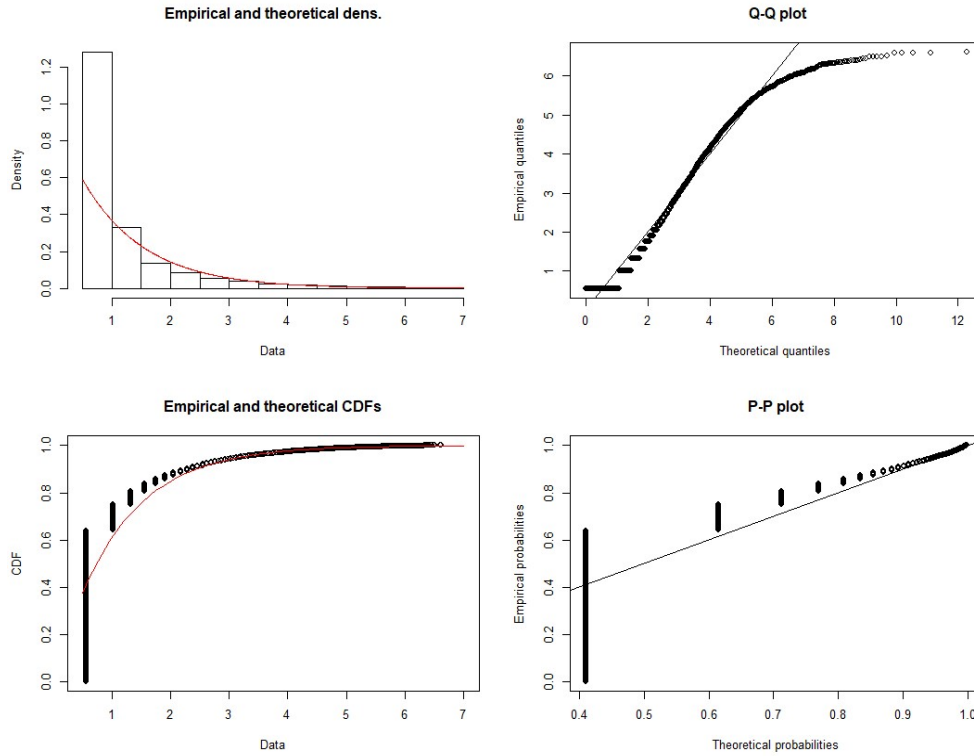 Empirical and theoretical dens.
Density
0.0 0.2 0.4 0.6 0.8 1.0 1.2
1 2 3 4 5 6 7
Data
Q-Q plot
Empirical quantiles
1 2 3 4 5 6
0 2 4 6 8 10 12
Theoretical quantiles
Empirical and theoretical CDFs
CDF
0.0 0.2 0.4 0.6 0.8 1.0
1 2 3 4 5 6 7
Data
P-P plot
Empirical probabilities
0.0 0.2 0.4 0.6 0.8 1.0
0.4 0.5 0.6 0.7 0.8 0.9 1.0
Theoretical probabilities